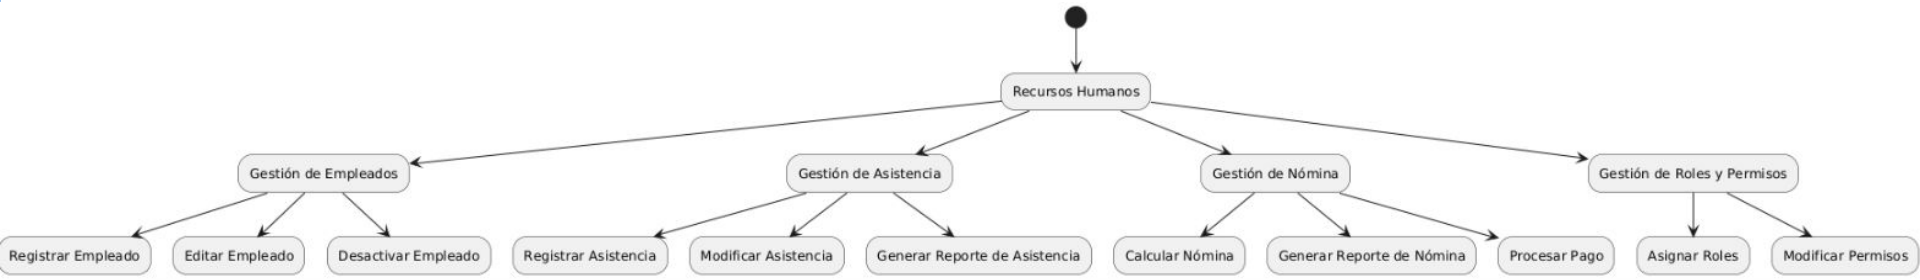 Recursos Humanos
Gestión de Empleados
Gestión de Asistencia
Gestión de Nómina
Gestión de Roles y Permisos
Registrar Empleado
Editar Empleado
Desactivar Empleado
Registrar Asistencia
Modificar Asistencia
Generar Reporte de Asistencia
Calcular Nómina
Generar Reporte de Nómina
Procesar Pago
Asignar Roles
Modificar Permisos